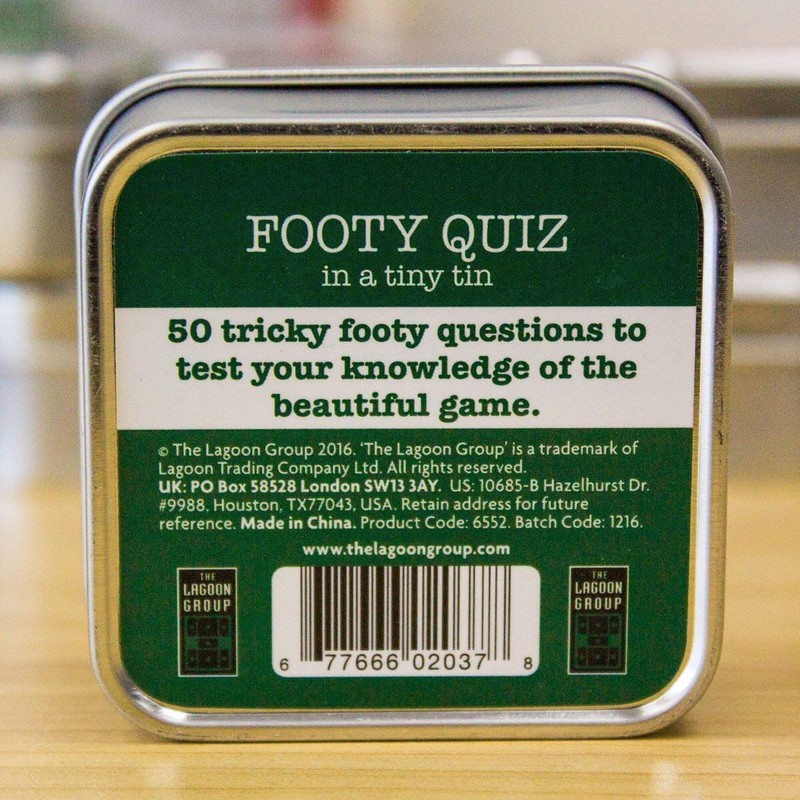 FOOTY QUIZ
in a tiny tin
50 tricky footy questions to
test your knowledge of the
beautiful game.
© The Lagoon Group 2016. ‘The Lagoon Group’ is a trademark of
Lagoon Trading Company Ltd. All rights reserved.
UK: PO Box 58528 London SW13 3AY. US: 10685-B Hazelhurst Dr.
#9988. Houston, TX77043, USA. Retain address for future
reference. Made in China. Product Code: 6552. Batch Code: 1216.
www.thelagoongroup.com
THE
LAGOON
GROUP
6 77666 02037 8
THE
LAGOON
GROUP